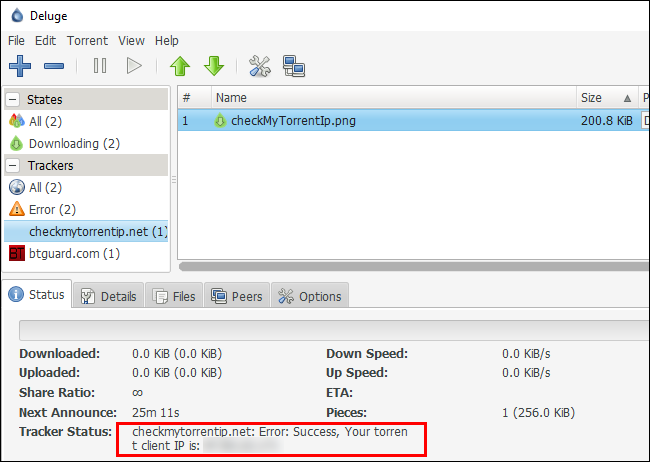 Deluge
File Edit Torrent View Help
States
All (2)
Downloading (2)
Trackers
All (2)
Error (2)
checkmytorrentip.net (1)
BT btguard.com (1)
# Name Size
1 checkMyTorrentIp.png 200.8 KiB
Status Details Files Peers Options
Downloaded: 0.0 KiB (0.0 KiB) Down Speed: 0.0 KiB/s
Uploaded: 0.0 KiB (0.0 KiB) Up Speed: 0.0 KiB/s
Share Ratio: ∞ ETA:
Next Announce: 25m 11s Pieces: 1 (256.0 KiB)
Tracker Status: checkmytorrentip.net: Error: Success, Your torren
t client IP is: